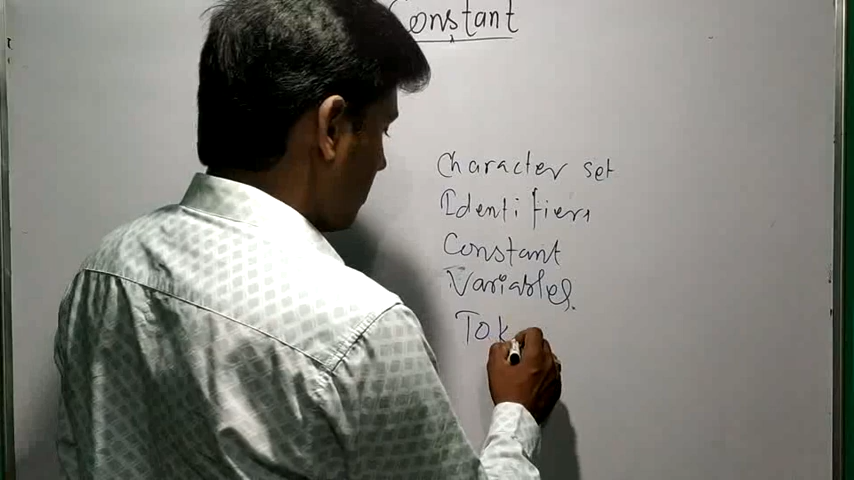 Constant
Character set
Identifiers
Constant
Variables.
Tok